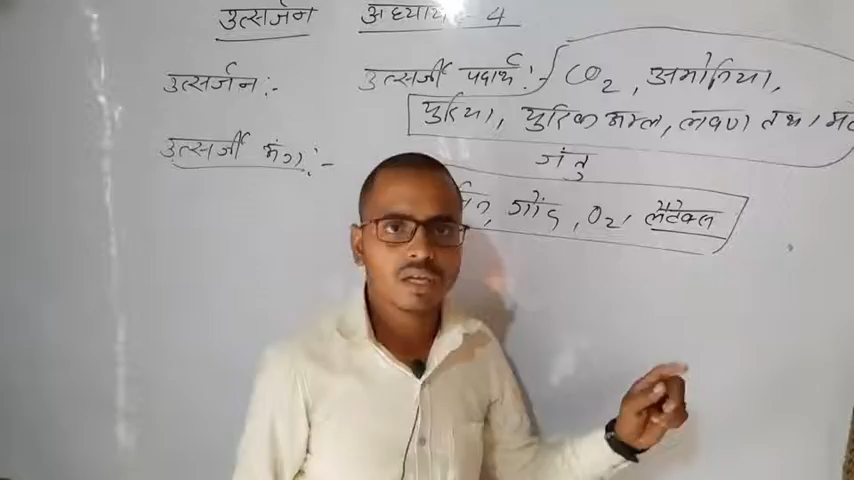 उत्सर्जन अध्याय - 4
उत्सर्जन :- उत्सर्जी पदार्थ :- CO2, अमोनिया,
यूरिया, यूरिक अम्ल, लवण तथा
उत्सर्जी अंग :- जंतु
गोंद, O2, लैटेक्स